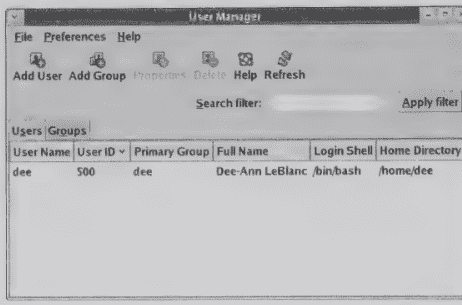 User Manager
File Preferences Help
Add User Add Group Properties Delete Help Refresh
Search filter: Apply filter
Users Groups
User Name User ID Primary Group Full Name Login Shell Home Directory
dee 500 dee Dee-Ann LeBlanc /bin/bash /home/dee